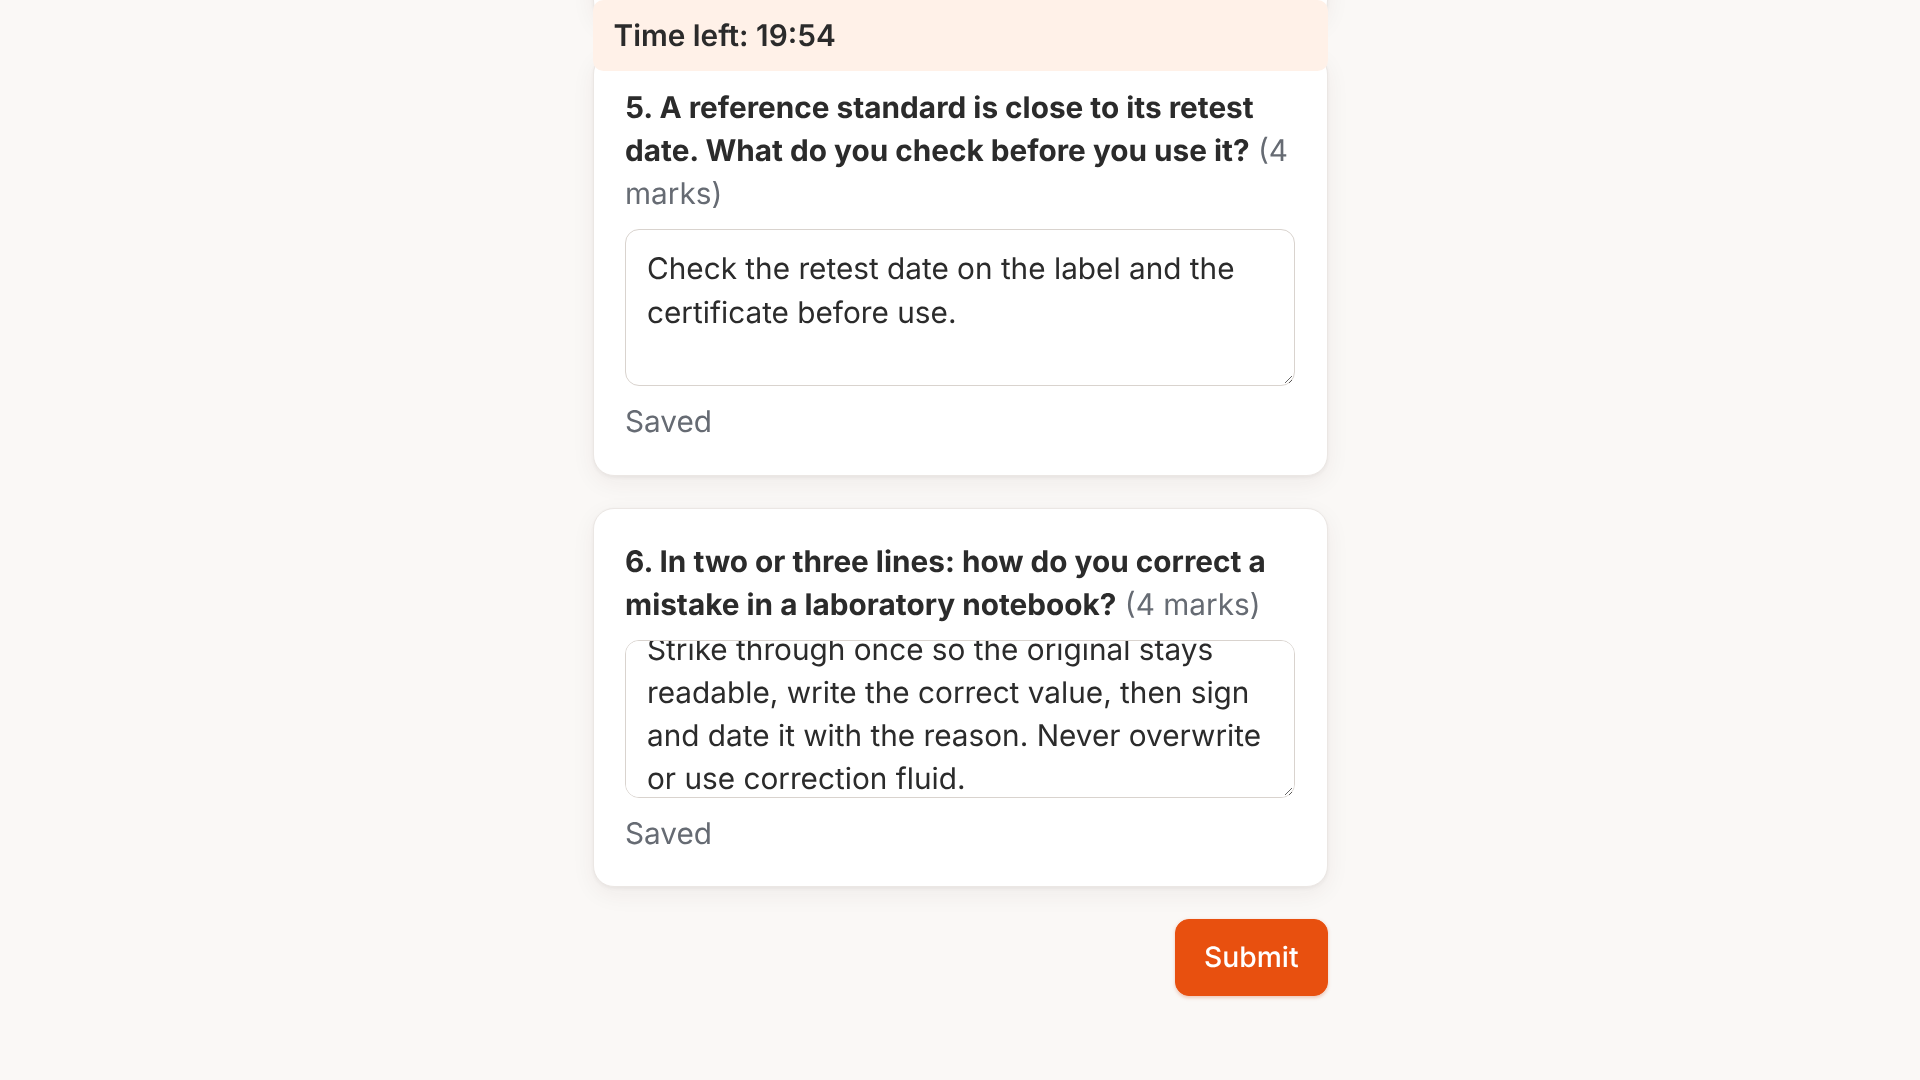 Time left: 19:54
5. A reference standard is close to its retest
date. What do you check before you use it? (4
marks)
Check the retest date on the label and the
certificate before use.
Saved
6. In two or three lines: how do you correct a
mistake in a laboratory notebook? (4 marks)
Strike through once so the original stays
readable, write the correct value, then sign
and date it with the reason. Never overwrite
or use correction fluid.
Saved
Submit